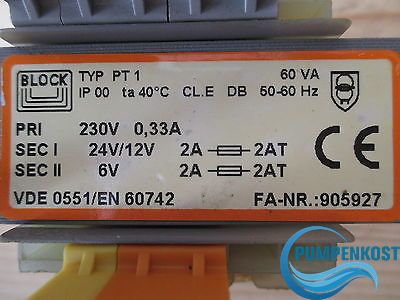 BLOCK TYP PT 1 60 VA
IP 00 ta 40°C CL.E DB 50-60 Hz
PRI 230V 0,33A
SEC I 24V/12V 2A 2AT
SEC II 6V 2A 2AT
CE
VDE 0551/EN 60742 FA-NR.:905927
PUMPENKOST